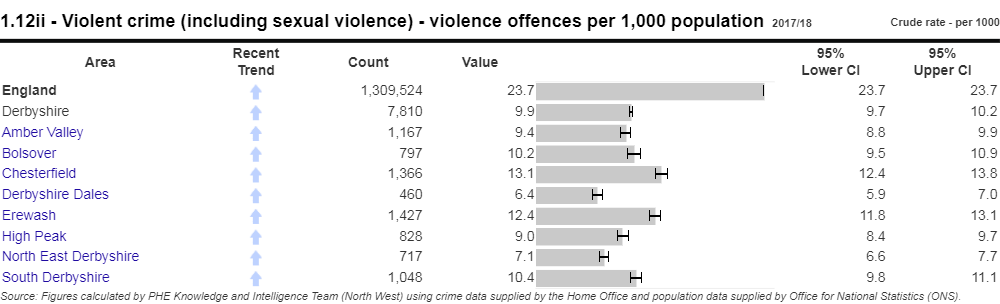 1.12ii - Violent crime (including sexual violence) - violence offences per 1,000 population 2017/18 Crude rate - per 1000
Area Recent Trend Count Value 95% Lower CI 95% Upper CI
England 1,309,524 23.7 23.7 23.7
Derbyshire 7,810 9.9 9.7 10.2
Amber Valley 1,167 9.4 8.8 9.9
Bolsover 797 10.2 9.5 10.9
Chesterfield 1,366 13.1 12.4 13.8
Derbyshire Dales 460 6.4 5.9 7.0
Erewash 1,427 12.4 11.8 13.1
High Peak 828 9.0 8.4 9.7
North East Derbyshire 717 7.1 6.6 7.7
South Derbyshire 1,048 10.4 9.8 11.1
Source: Figures calculated by PHE Knowledge and Intelligence Team (North West) using crime data supplied by the Home Office and population data supplied by Office for National Statistics (ONS).